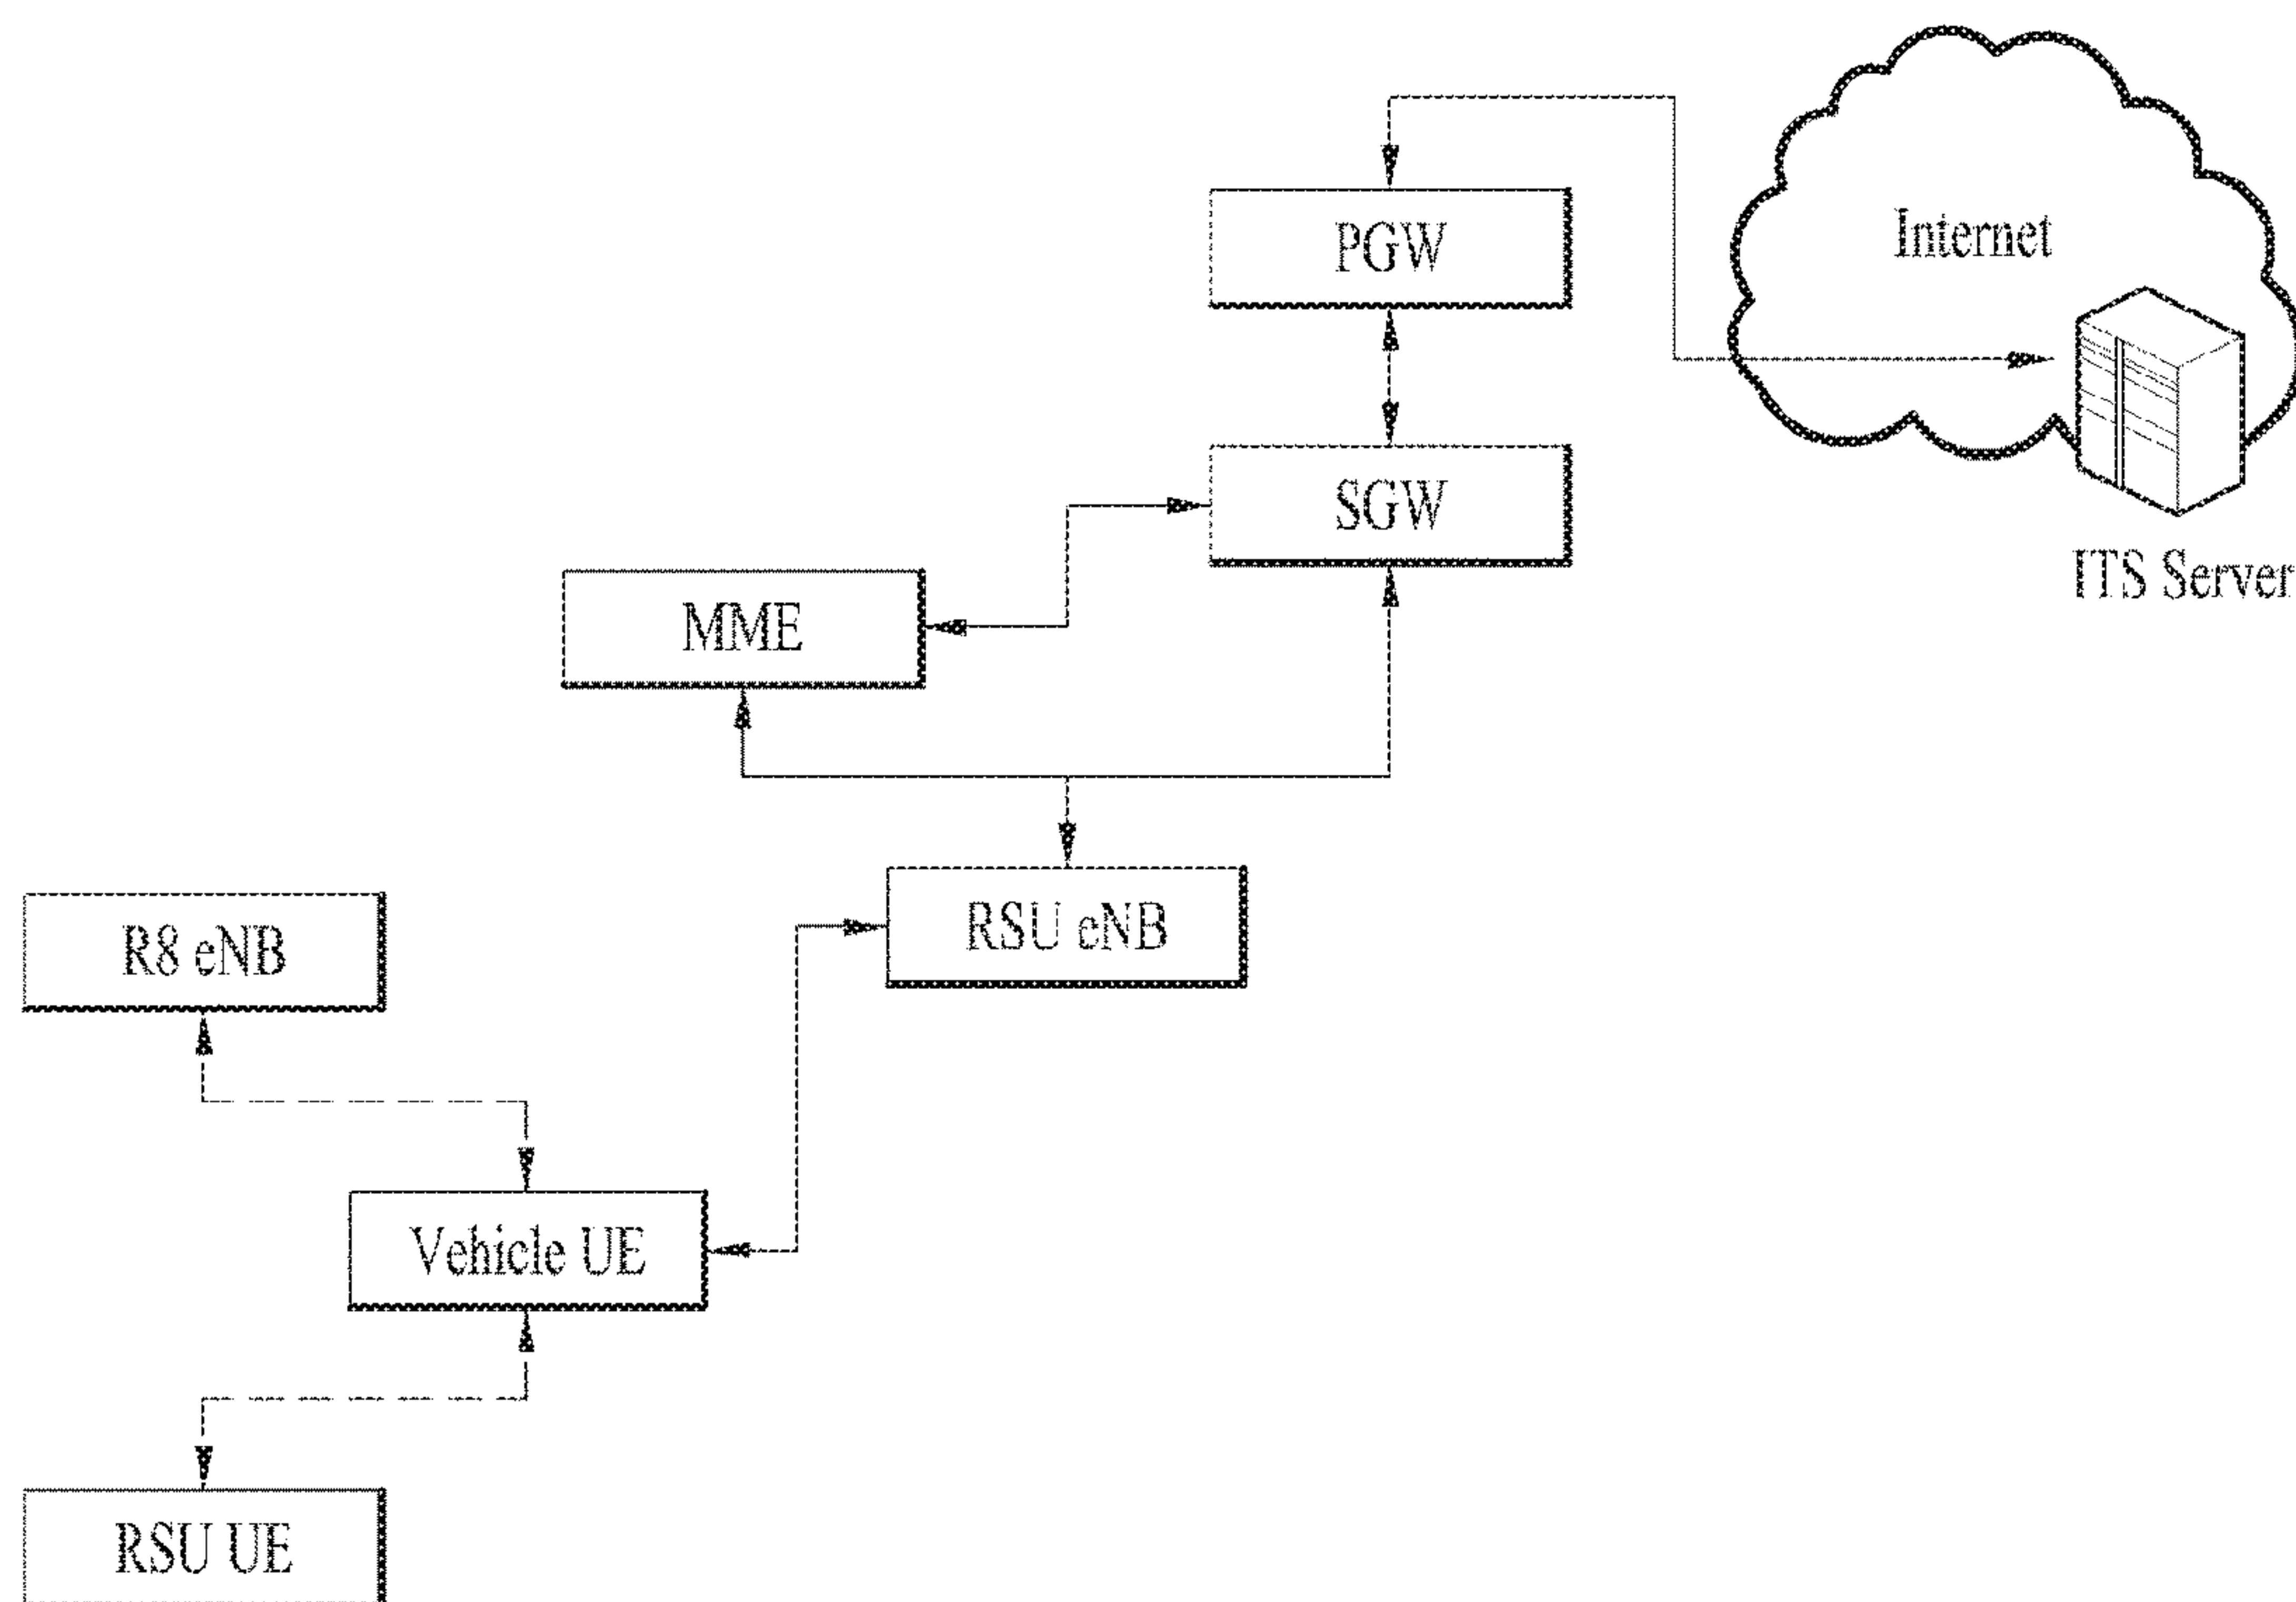 Internet
PGW
SGW
ITS Server
MME
RSU eNB
R8 eNB
Vehicle UE
RSU UE